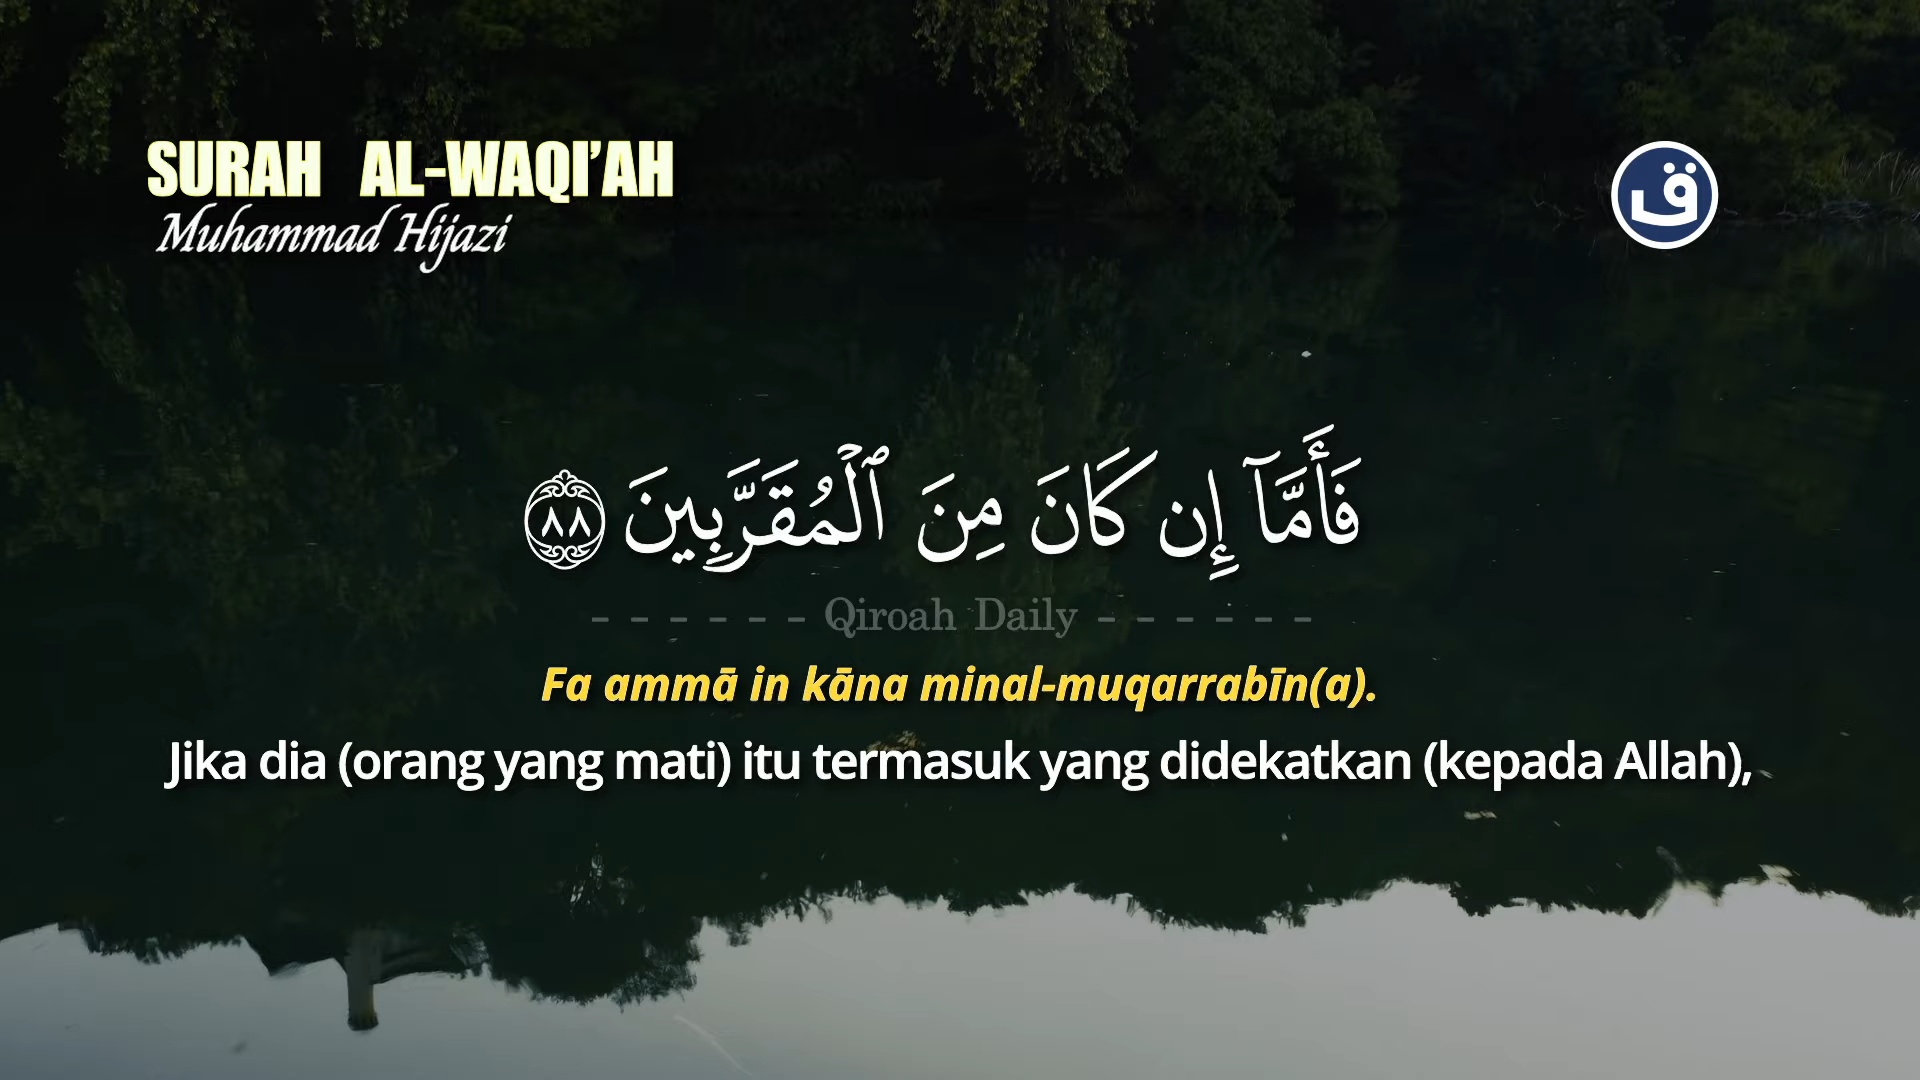 SURAH AL-WAQI’AH
Muhammad Hijazi
ق
فَأَمَّآ إِن كَانَ مِنَ ٱلْمُقَرَّبِينَ ٨٨
- - - - - - Qiroah Daily - - - - - -
Fa ammā in kāna minal-muqarrabīn(a).
Jika dia (orang yang mati) itu termasuk yang didekatkan (kepada Allah),